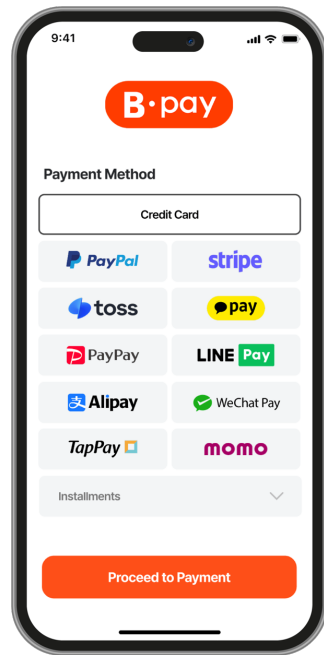 9:41
B·pay
Payment Method
Credit Card
PayPal stripe
toss pay
PayPay LINE Pay
支 Alipay WeChat Pay
TapPay momo
Installments
Proceed to Payment